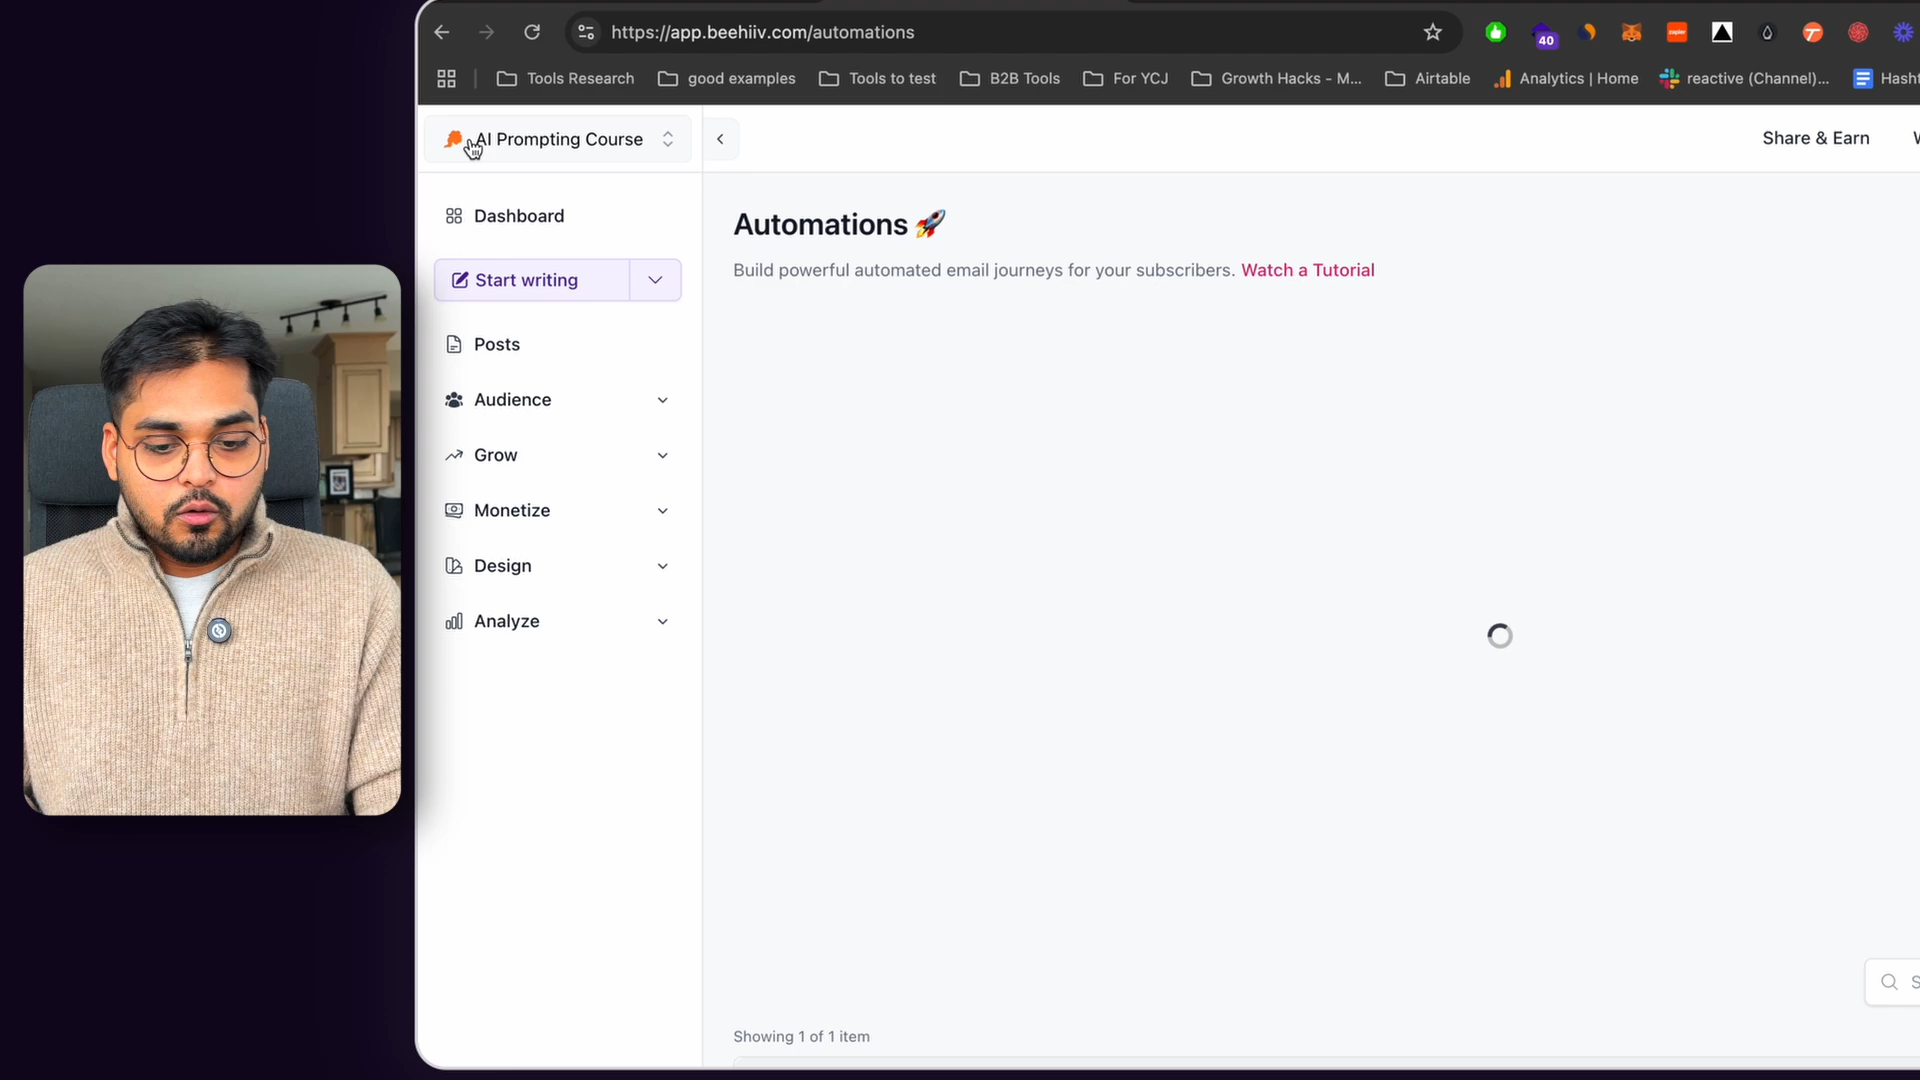 https://app.beehiiv.com/automations
40
Tools Research
good examples
Tools to test
B2B Tools
For YCJ
Growth Hacks - M...
Airtable
Analytics | Home
reactive (Channel)...
Hasht
AI Prompting Course
Share & Earn
W
Dashboard
Automations 🚀
Build powerful automated email journeys for your subscribers. Watch a Tutorial
Start writing
Posts
Audience
Grow
Monetize
Design
Analyze
S
Showing 1 of 1 item